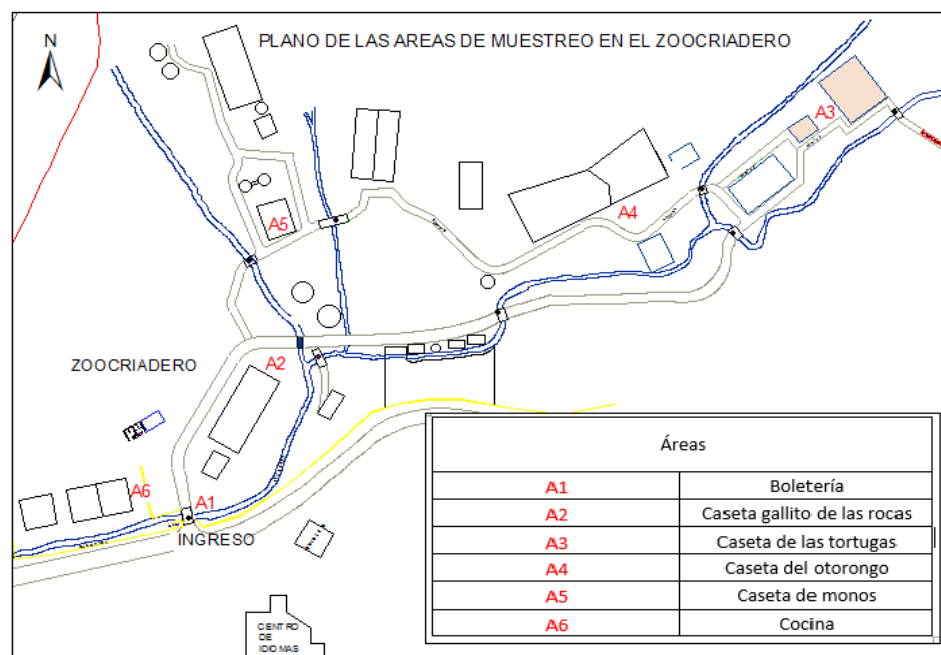 PLANO DE LAS AREAS DE MUESTREO EN EL ZOOCRIADERO
N
A3
A5
A4
ZOOCRIADERO
A2
A6
A1
INGRESO
CENTRO
DE
IDIOMAS
Áreas
A1 Boletería
A2 Caseta gallito de las rocas
A3 Caseta de las tortugas
A4 Caseta del otorongo
A5 Caseta de monos
A6 Cocina